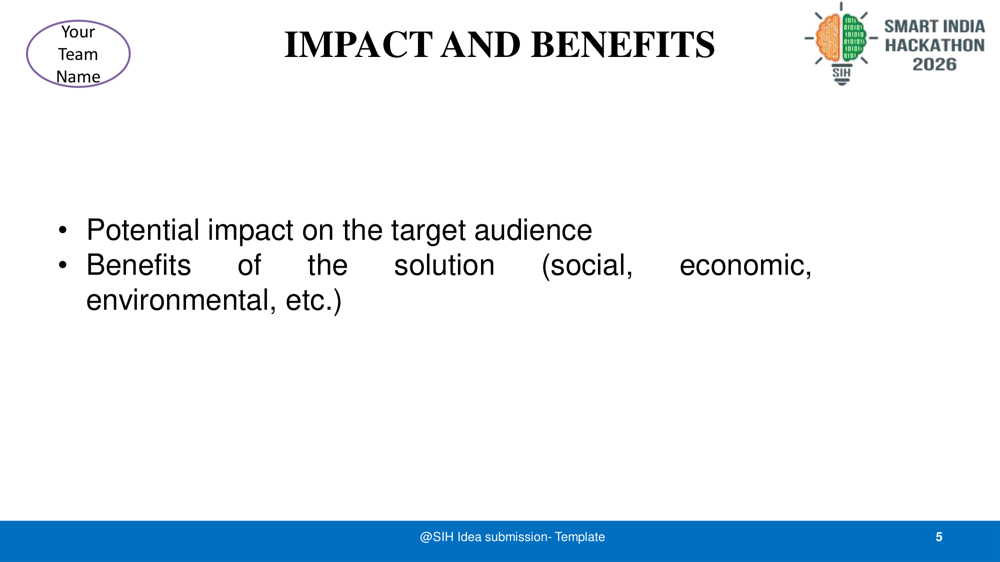 Your
Team
Name
IMPACT AND BENEFITS
SMART INDIA
HACKATHON
2026
SIH
• Potential impact on the target audience
• Benefits of the solution (social, economic,
environmental, etc.)
@SIH Idea submission- Template
5